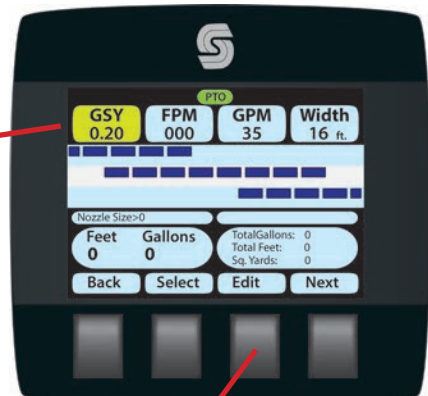 PTO
GSY FPM GPM Width
0.20 000 35 16 ft.
Nozzle Size>0
Feet Gallons
0 0
TotalGallons: 0
Total Feet: 0
Sq. Yards: 0
Back Select Edit Next